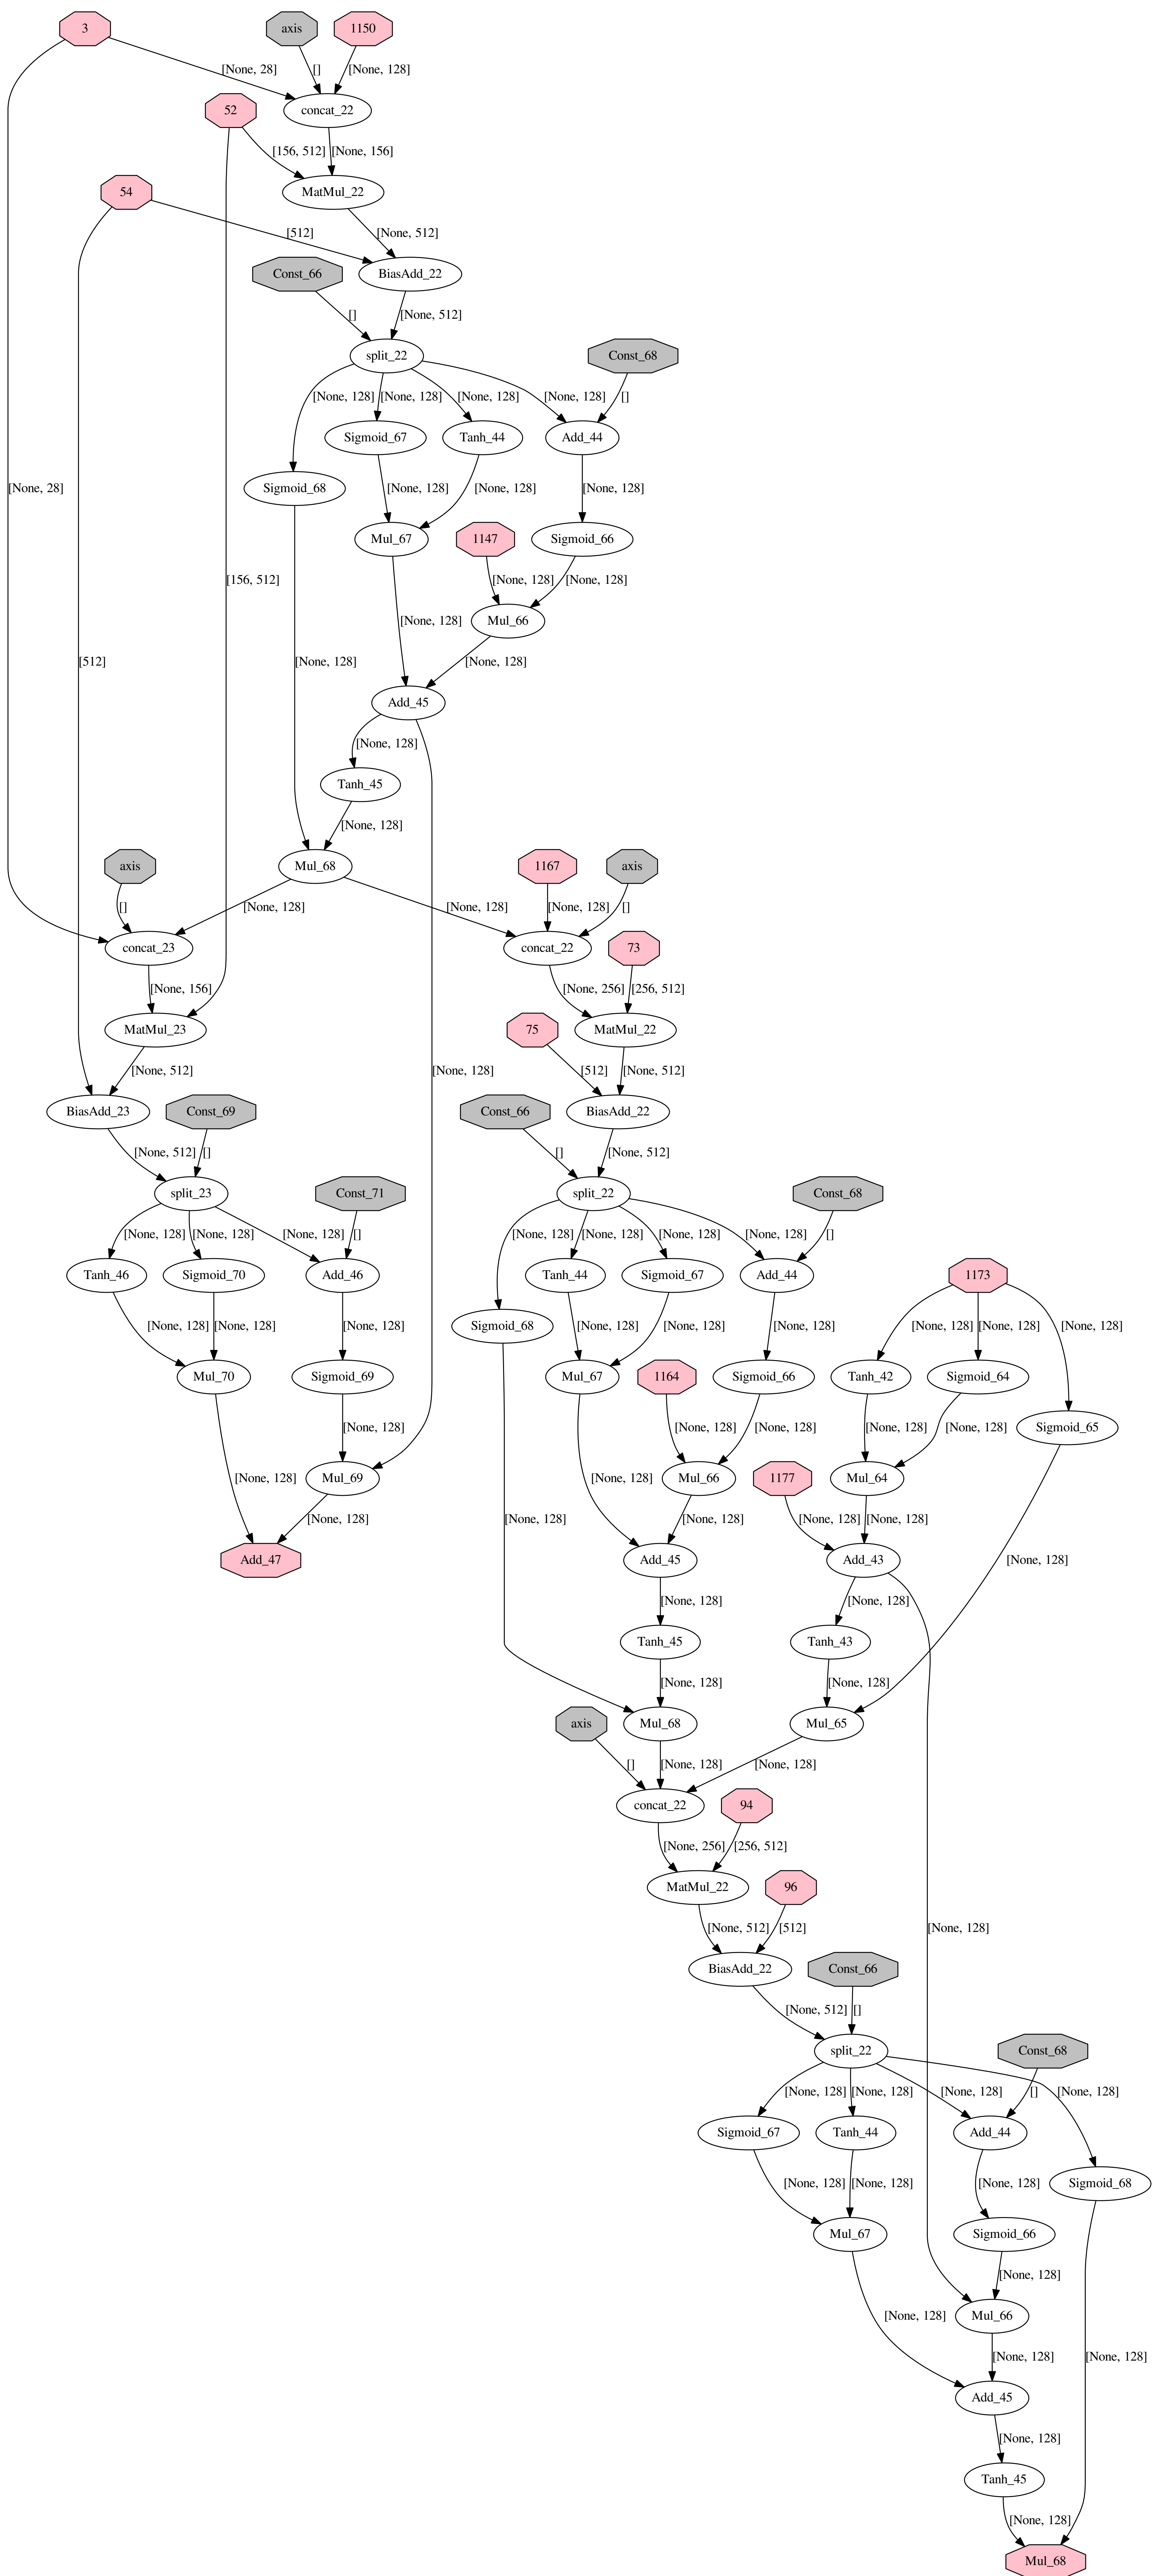 3
axis
1150
[None, 28]
[]
[None, 128]
52
concat_22
[156, 512]
[None, 156]
54
MatMul_22
[512]
[None, 512]
Const_66
BiasAdd_22
[]
[None, 512]
split_22
Const_68
[None, 128]
[None, 128]
[None, 128]
[None, 128]
[]
Sigmoid_67
Tanh_44
Add_44
[None, 28]
Sigmoid_68
[None, 128]
[None, 128]
[None, 128]
Mul_67
1147
Sigmoid_66
[156, 512]
[None, 128]
[None, 128]
[None, 128]
Mul_66
[512]
[None, 128]
[None, 128]
Add_45
[None, 128]
Tanh_45
[None, 128]
axis
Mul_68
1167
axis
[]
[None, 128]
[None, 128]
[None, 128]
[]
concat_23
concat_22
73
[None, 156]
[None, 256]
[256, 512]
MatMul_23
75
MatMul_22
[None, 512]
[None, 128]
[512]
[None, 512]
BiasAdd_23
Const_69
Const_66
BiasAdd_22
[None, 512]
[]
[]
[None, 512]
split_23
Const_71
split_22
Const_68
[None, 128]
[None, 128]
[None, 128]
[]
[None, 128]
[None, 128]
[None, 128]
[None, 128]
[]
Tanh_46
Sigmoid_70
Add_46
Tanh_44
Sigmoid_67
Add_44
1173
[None, 128]
[None, 128]
[None, 128]
Sigmoid_68
[None, 128]
[None, 128]
[None, 128]
[None, 128]
[None, 128]
[None, 128]
Mul_70
Sigmoid_69
Mul_67
1164
Sigmoid_66
Tanh_42
Sigmoid_64
[None, 128]
[None, 128]
[None, 128]
[None, 128]
[None, 128]
Sigmoid_65
[None, 128]
Mul_69
[None, 128]
Mul_66
1177
Mul_64
[None, 128]
[None, 128]
[None, 128]
[None, 128]
[None, 128]
Add_47
Add_45
Add_43
[None, 128]
[None, 128]
[None, 128]
Tanh_45
Tanh_43
[None, 128]
[None, 128]
axis
Mul_68
Mul_65
[]
[None, 128]
[None, 128]
concat_22
94
[None, 256]
[256, 512]
MatMul_22
96
[None, 512]
[512]
[None, 128]
BiasAdd_22
Const_66
[None, 512]
[]
split_22
Const_68
[None, 128]
[None, 128]
[None, 128]
[]
[None, 128]
Sigmoid_67
Tanh_44
Add_44
[None, 128]
[None, 128]
[None, 128]
Sigmoid_68
Mul_67
Sigmoid_66
[None, 128]
[None, 128]
Mul_66
[None, 128]
[None, 128]
Add_45
[None, 128]
Tanh_45
[None, 128]
Mul_68